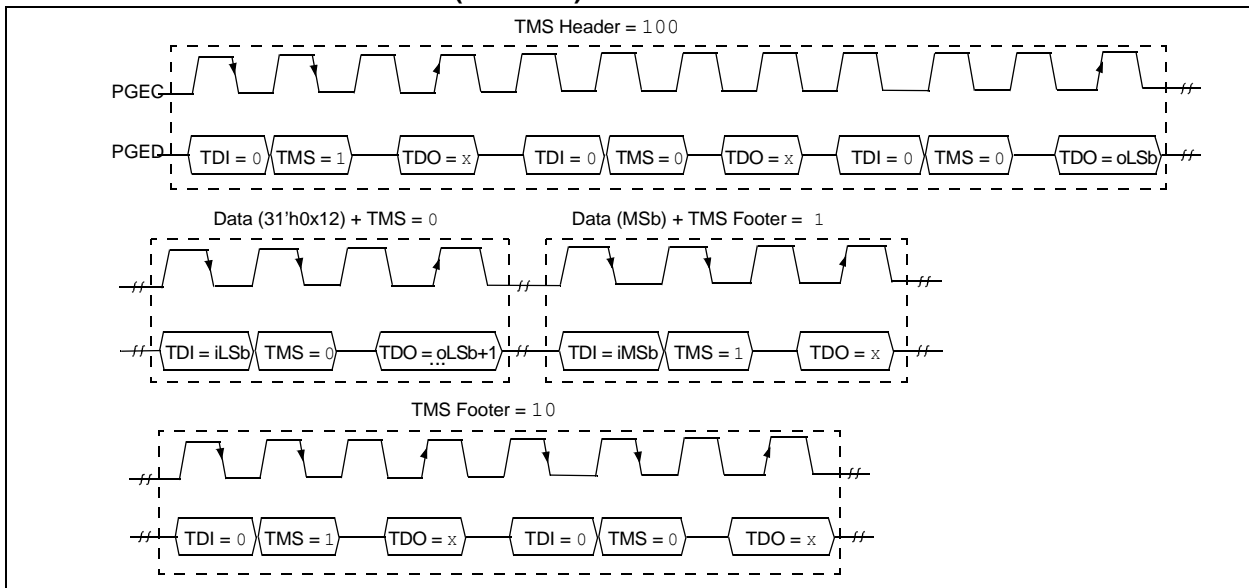 TMS Header = 100
PGEC
PGED
TDI = 0 TMS = 1 TDO = x TDI = 0 TMS = 0 TDO = x TDI = 0 TMS = 0 TDO = oLSb
Data (31'h0x12) + TMS = 0 Data (MSb) + TMS Footer = 1
TDI = iLSb TMS = 0 TDO = oLSb+1 TDI = iMSb TMS = 1 TDO = x
...
TMS Footer = 10
TDI = 0 TMS = 1 TDO = x TDI = 0 TMS = 0 TDO = x